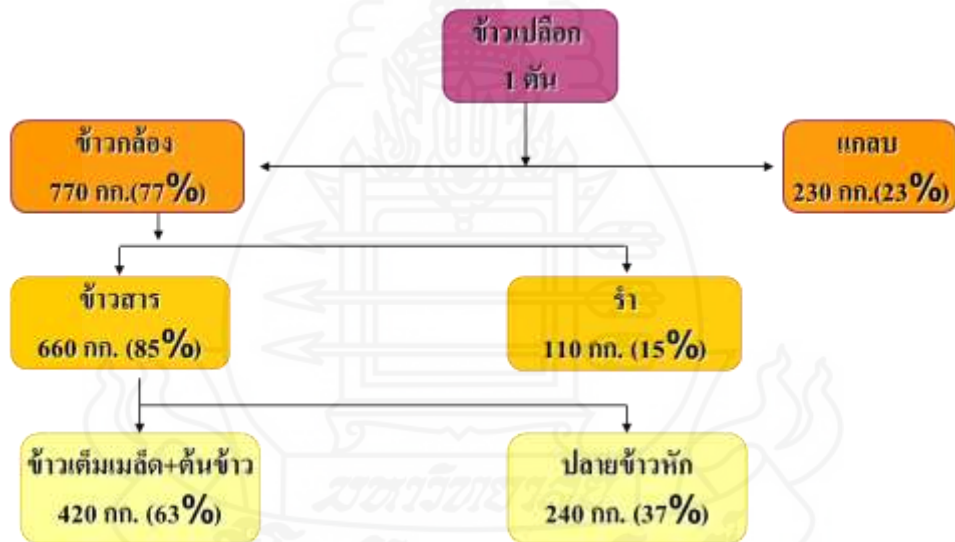 ข้าวเปลือก
1 ตัน
ข้าวกล้อง
770 กก.(77%)
แกลบ
230 กก.(23%)
ข้าวสาร
660 กก. (85%)
รำ
110 กก. (15%)
ข้าวเต็มเมล็ด+ต้นข้าว
420 กก. (63%)
ปลายข้าวหัก
240 กก. (37%)